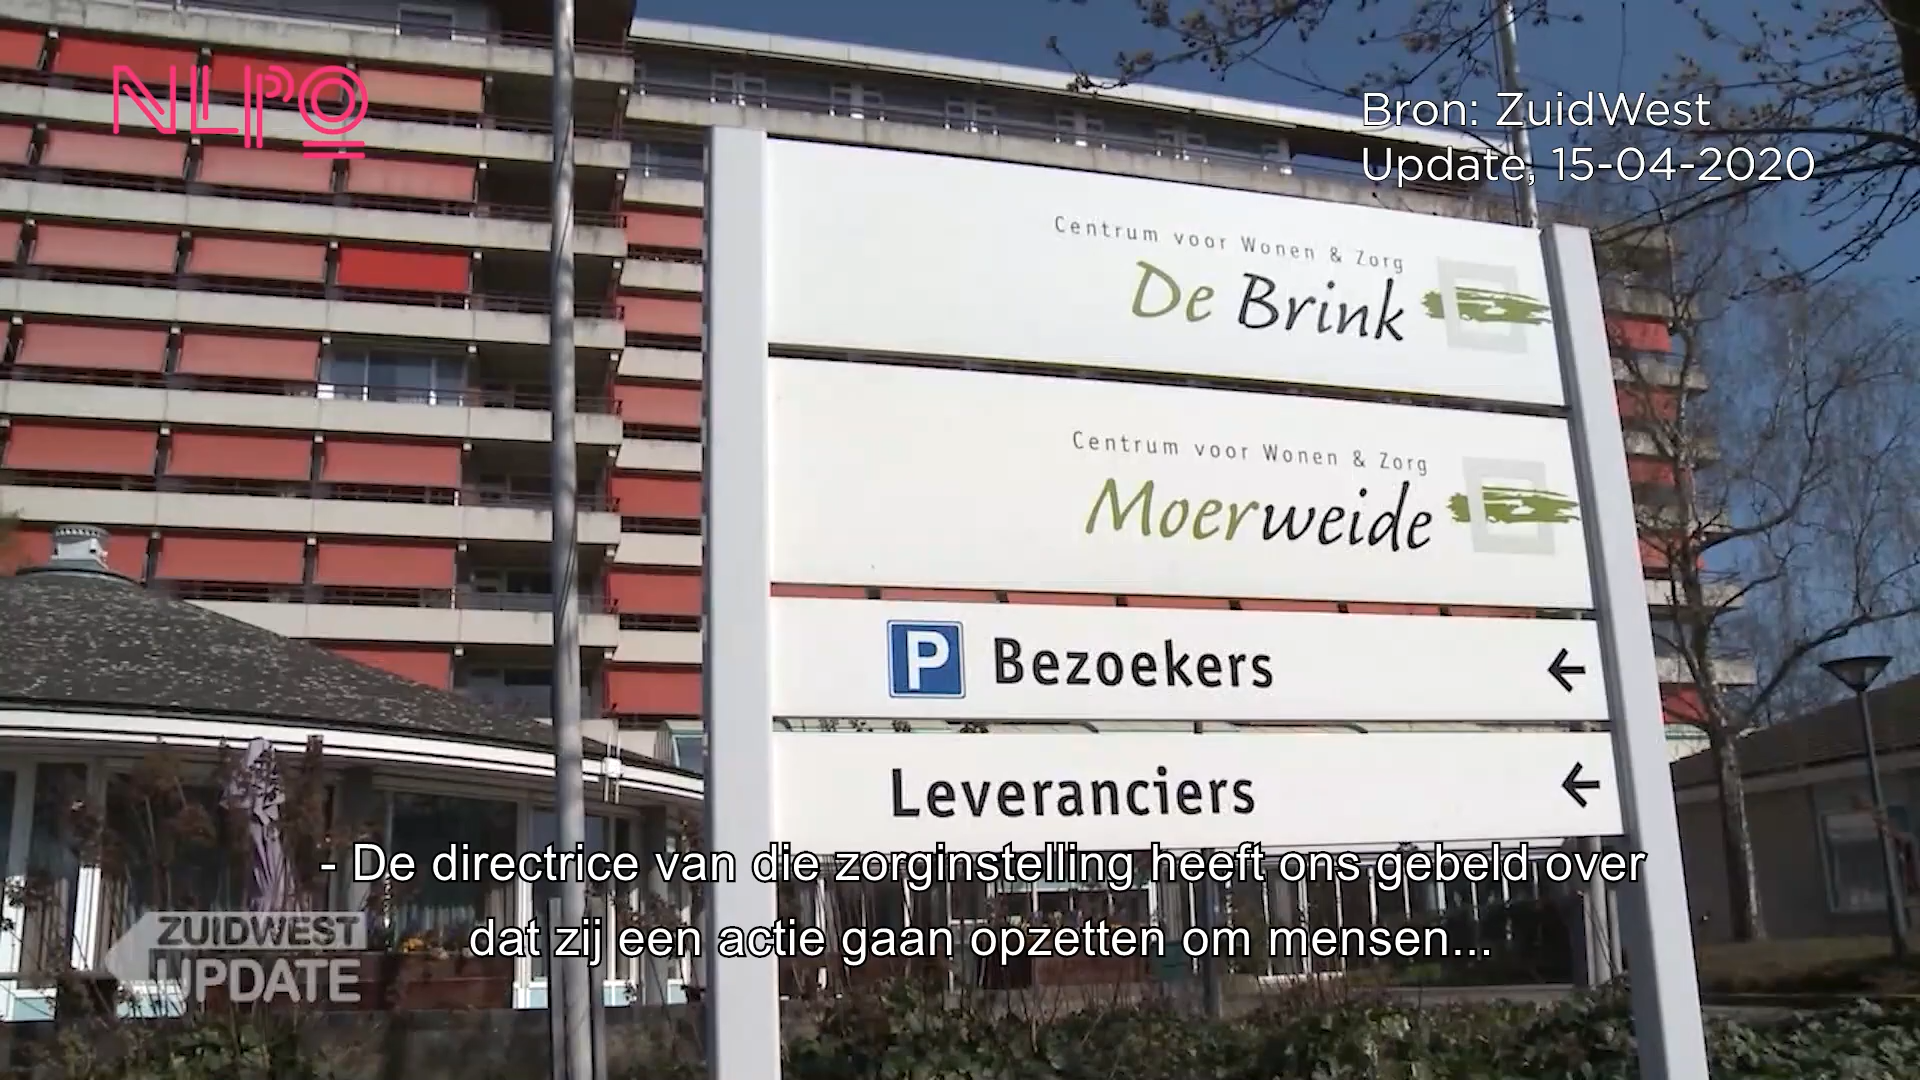 NLPO
Bron: ZuidWest
Update, 15-04-2020
Centrum voor Wonen & Zorg
De Brink
Centrum voor Wonen & Zorg
Moerweide
P Bezoekers ←
Leveranciers ←
- De directrice van die zorginstelling heeft ons gebeld over
dat zij een actie gaan opzetten om mensen...
ZUIDWEST
UPDATE